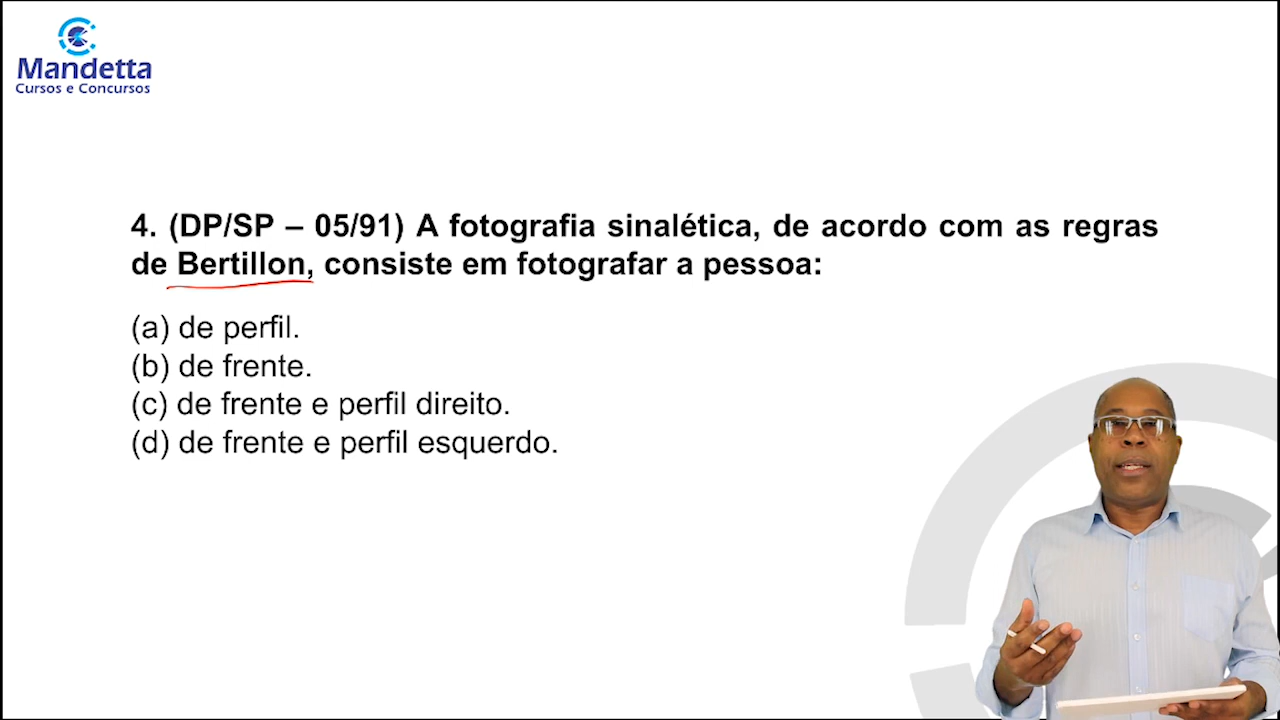 Mandetta
Cursos e Concursos
4. (DP/SP – 05/91) A fotografia sinalética, de acordo com as regras
de Bertillon, consiste em fotografar a pessoa:
(a) de perfil.
(b) de frente.
(c) de frente e perfil direito.
(d) de frente e perfil esquerdo.